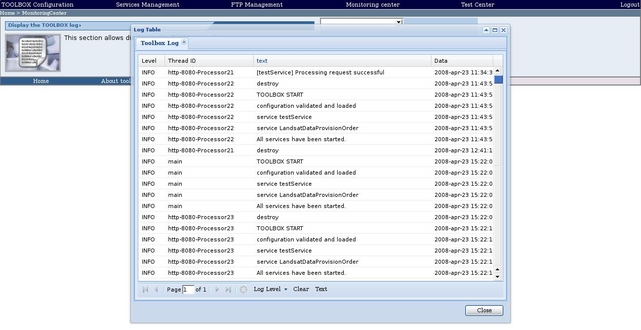 TOOLBOX Configuration Services Management FTP Management Monitoring center Test Center Logout
Home > MonitoringCenter
Display the TOOLBOX log:
This section allows di
Home About tool
Log Table
Toolbox Log
Level Thread ID text Data
INFO http-8080-Processor21 [testService] Processing request successful 2008-apr-23 11:34:3
INFO http-8080-Processor22 destroy 2008-apr-23 11:43:5
INFO http-8080-Processor22 TOOLBOX START 2008-apr-23 11:43:5
INFO http-8080-Processor22 configuration validated and loaded 2008-apr-23 11:43:5
INFO http-8080-Processor22 service testService 2008-apr-23 11:43:5
INFO http-8080-Processor22 service LandsatDataProvisionOrder 2008-apr-23 11:43:5
INFO http-8080-Processor22 All services have been started. 2008-apr-23 11:43:5
INFO http-8080-Processor21 destroy 2008-apr-23 11:41:1
INFO main TOOLBOX START 2008-apr-23 15:22:0
INFO main configuration validated and loaded 2008-apr-23 15:22:0
INFO main service testService 2008-apr-23 15:22:0
INFO main service LandsatDataProvisionOrder 2008-apr-23 15:22:0
INFO main All services have been started. 2008-apr-23 15:22:0
INFO http-8080-Processor23 destroy 2008-apr-23 15:22:0
INFO http-8080-Processor23 TOOLBOX START 2008-apr-23 15:22:1
INFO http-8080-Processor23 configuration validated and loaded 2008-apr-23 15:22:1
INFO http-8080-Processor23 service testService 2008-apr-23 15:22:1
INFO http-8080-Processor23 service LandsatDataProvisionOrder 2008-apr-23 15:22:1
INFO http-8080-Processor23 All services have been started. 2008-apr-23 15:22:1
Page 1 of 1 Log Level Clear Text
Close